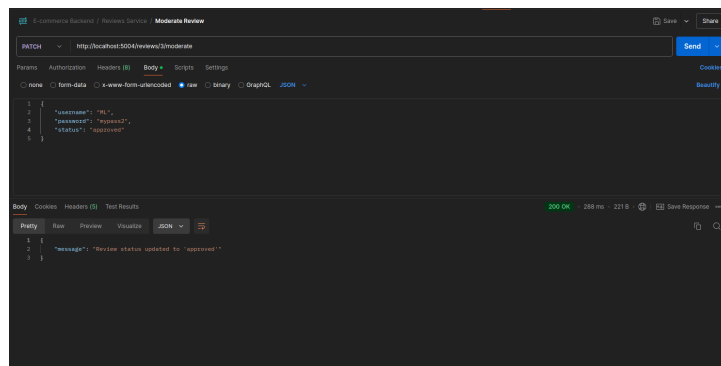 E-commerce Backend / Reviews Service / Moderate Review
Save
Share
PATCH
http://localhost:5004/reviews/3/moderate
Send
Params Authorization Headers (8) Body Scripts Settings
Cookies
none form-data x-www-form-urlencoded raw binary GraphQL JSON
Beautify
1 {
2 "username": "Mi",
3 "password": "mypass2",
4 "status": "approved"
5 }
Body Cookies Headers (5) Test Results
200 OK 288 ms 221 B Save Response
Pretty Raw Preview Visualize JSON
1 {
2 "message": "Review status updated to 'approved'"
3 }